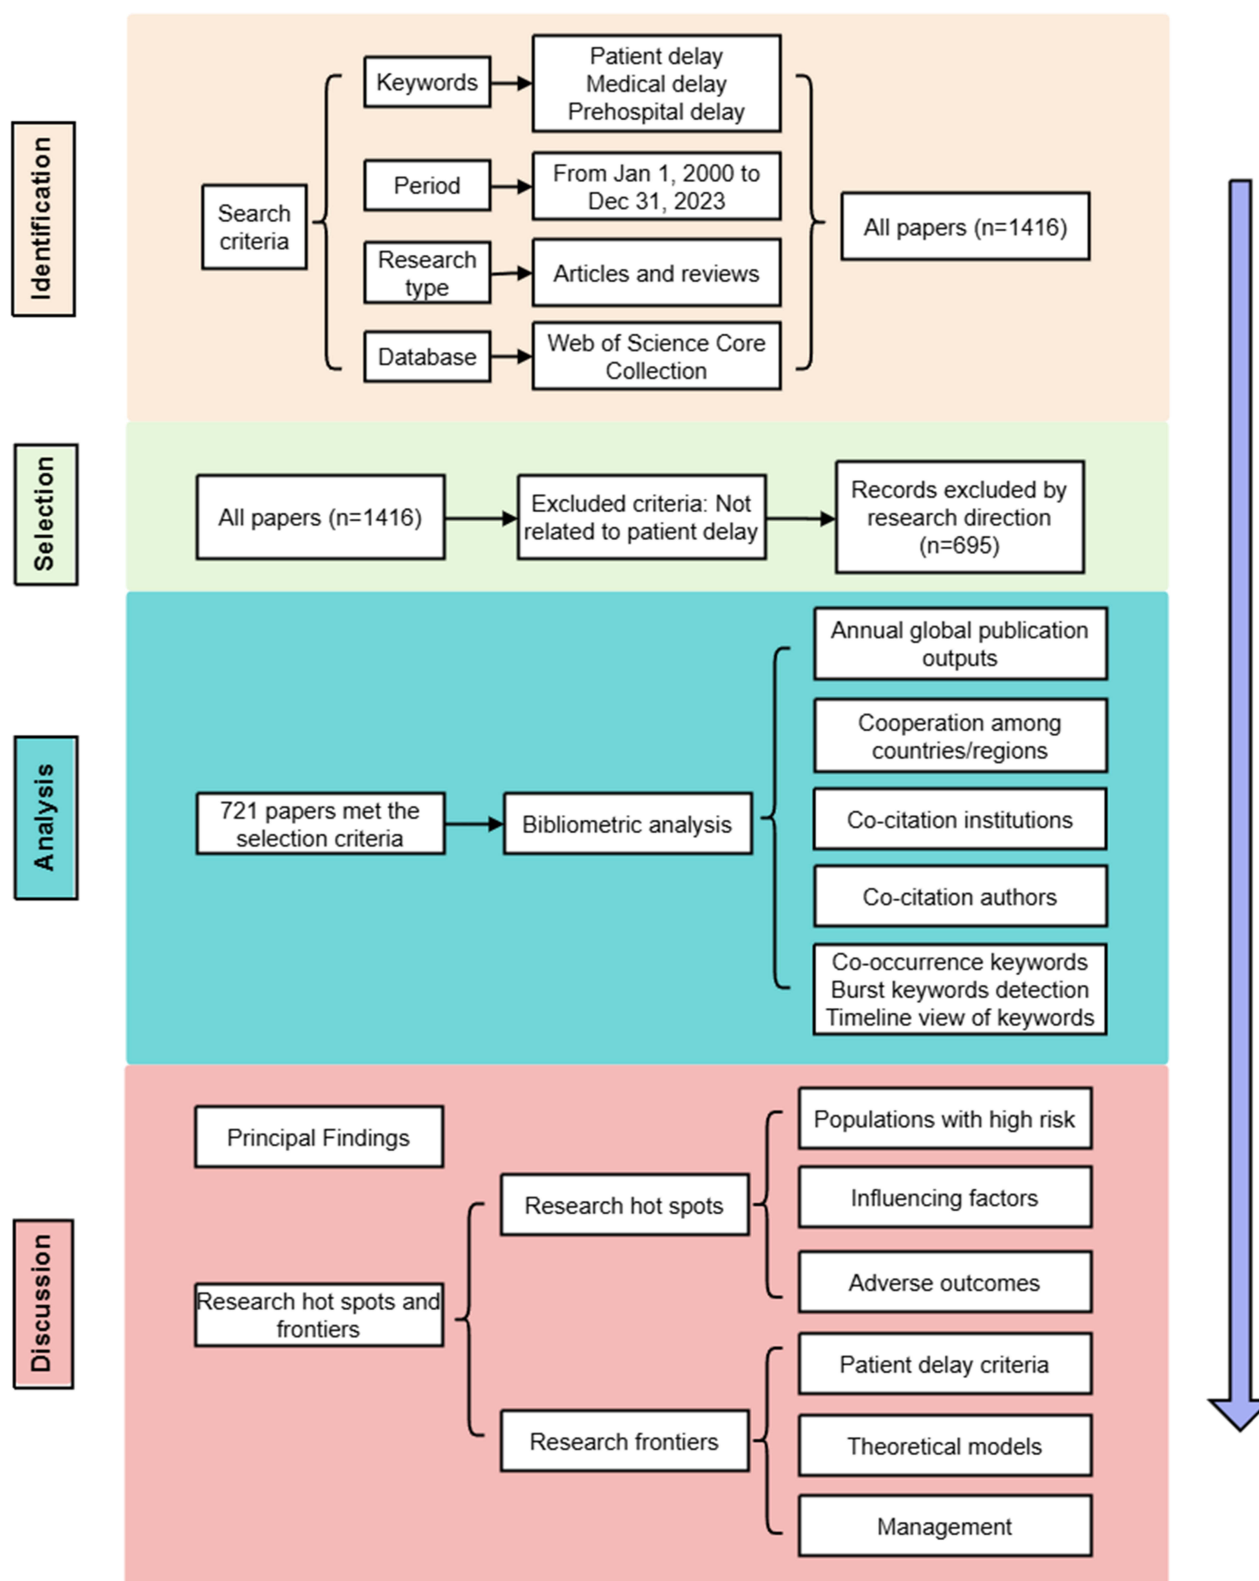 Identification
Search
criteria
Keywords
Patient delay
Medical delay
Prehospital delay
Period
From Jan 1, 2000 to
Dec 31, 2023
Research
type
Articles and reviews
Database
Web of Science Core
Collection
All papers (n=1416)
Selection
All papers (n=1416)
Excluded criteria: Not
related to patient delay
Records excluded by
research direction
(n=695)
Analysis
721 papers met the
selection criteria
Bibliometric analysis
Annual global publication
outputs
Cooperation among
countries/regions
Co-citation institutions
Co-citation authors
Co-occurrence keywords
Burst keywords detection
Timeline view of keywords
Discussion
Principal Findings
Research hot spots and
frontiers
Research hot spots
Populations with high risk
Influencing factors
Adverse outcomes
Research frontiers
Patient delay criteria
Theoretical models
Management